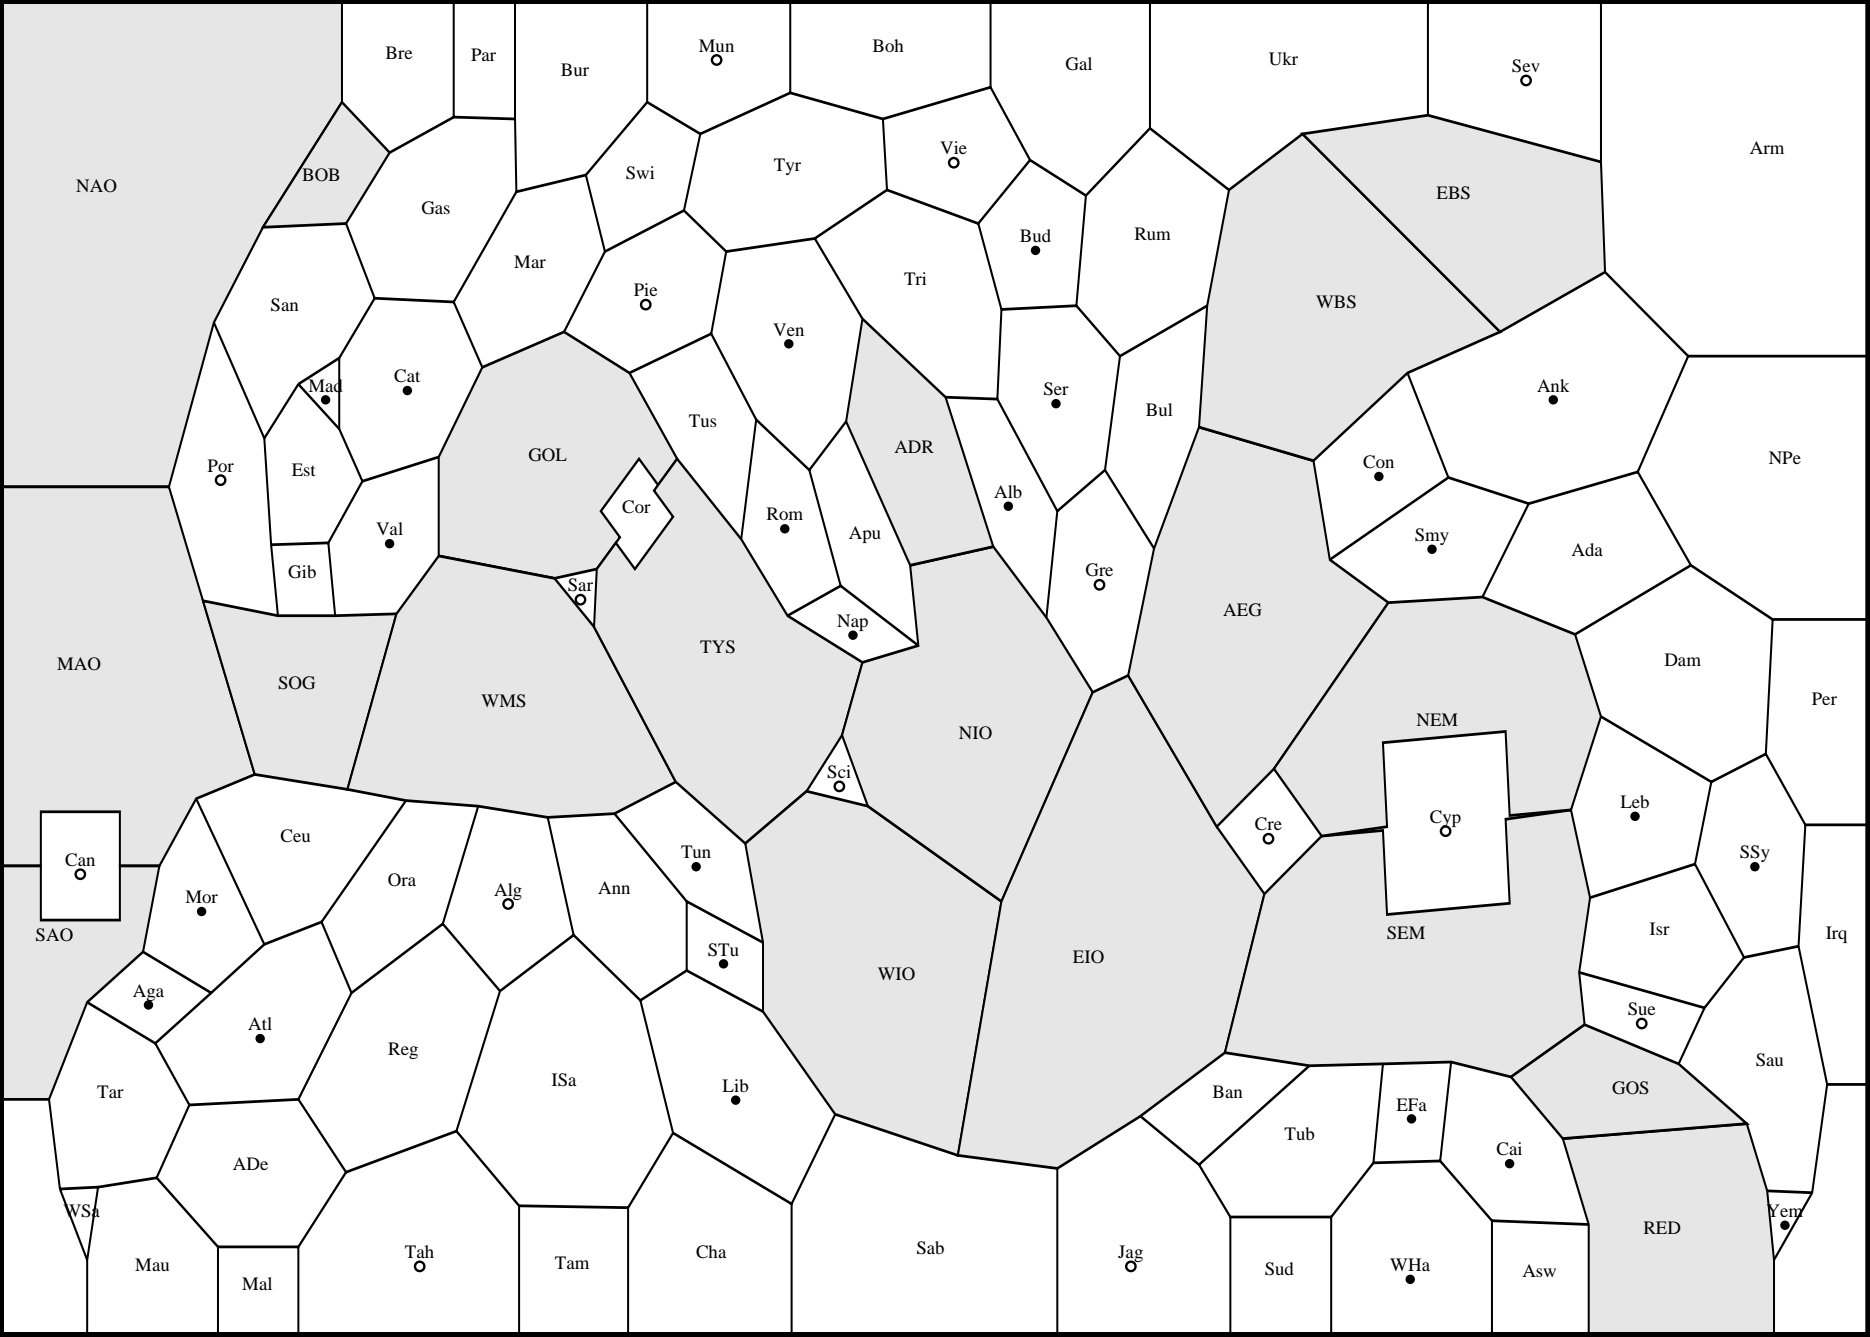 Bre
Par
Bur
Mun
Boh
Gal
Ukr
Sev
Arm
NAO
BOB
Gas
Swi
Tyr
Vie
Bud
Rum
EBS
WBS
San
Mar
Pie
Ven
Tri
Mad
Cat
Tus
ADR
Ser
Bul
Ank
NPe
Por
Est
GOL
Cor
Rom
Apu
Alb
Con
Smy
Ada
Val
Gib
Sar
Nap
Gre
AEG
MAO
SOG
WMS
TYS
NIO
NEM
Dam
Per
Sci
Cre
Cyp
Leb
SSy
Can
Ceu
Ora
Alg
Ann
Tun
Mor
SAO
STu
WIO
EIO
SEM
Isr
Irq
Aga
Atl
Reg
ISa
Lib
Sue
Sau
Tar
Ban
Tub
EFa
Cai
GOS
ADe
WSa
Mau
Mal
Tah
Tam
Cha
Sab
Jag
Sud
WHa
Asw
RED
Yem